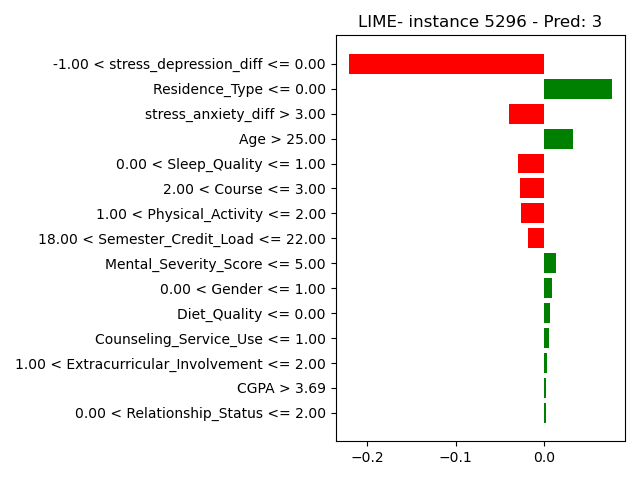 LIME- instance 5296 - Pred: 3
-1.00 < stress_depression_diff <= 0.00
Residence_Type <= 0.00
stress_anxiety_diff > 3.00
Age > 25.00
0.00 < Sleep_Quality <= 1.00
2.00 < Course <= 3.00
1.00 < Physical_Activity <= 2.00
18.00 < Semester_Credit_Load <= 22.00
Mental_Severity_Score <= 5.00
0.00 < Gender <= 1.00
Diet_Quality <= 0.00
Counseling_Service_Use <= 1.00
1.00 < Extracurricular_Involvement <= 2.00
CGPA > 3.69
0.00 < Relationship_Status <= 2.00
−0.2 −0.1 0.0